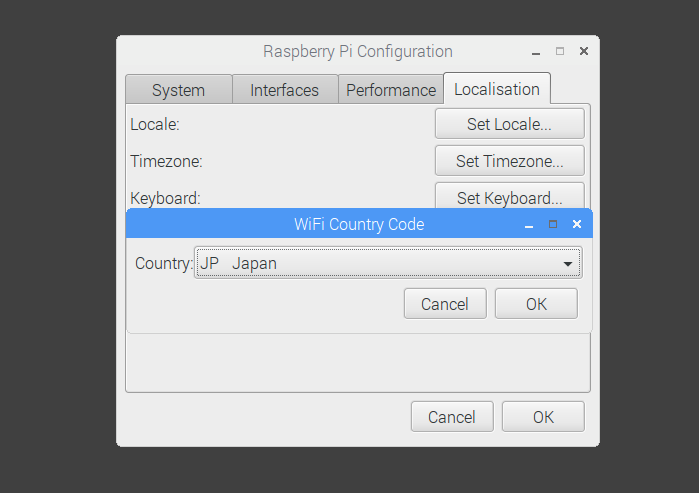 Raspberry Pi Configuration
System Interfaces Performance Localisation
Locale: Set Locale...
Timezone: Set Timezone...
Keyboard: Set Keyboard...
WiFi Country Code
Country: JP Japan
Cancel OK
Cancel OK